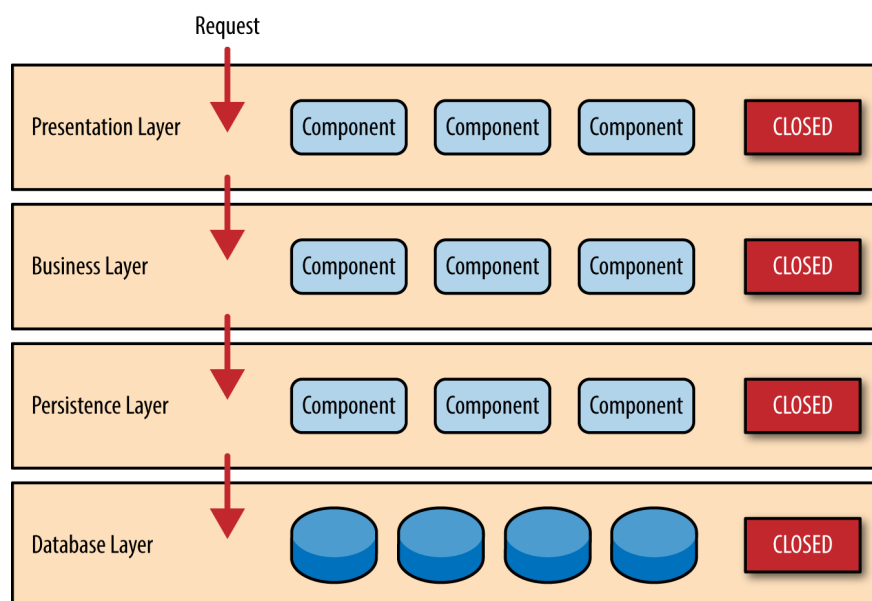 Request
Presentation Layer Component Component Component CLOSED
Business Layer Component Component Component CLOSED
Persistence Layer Component Component Component CLOSED
Database Layer CLOSED